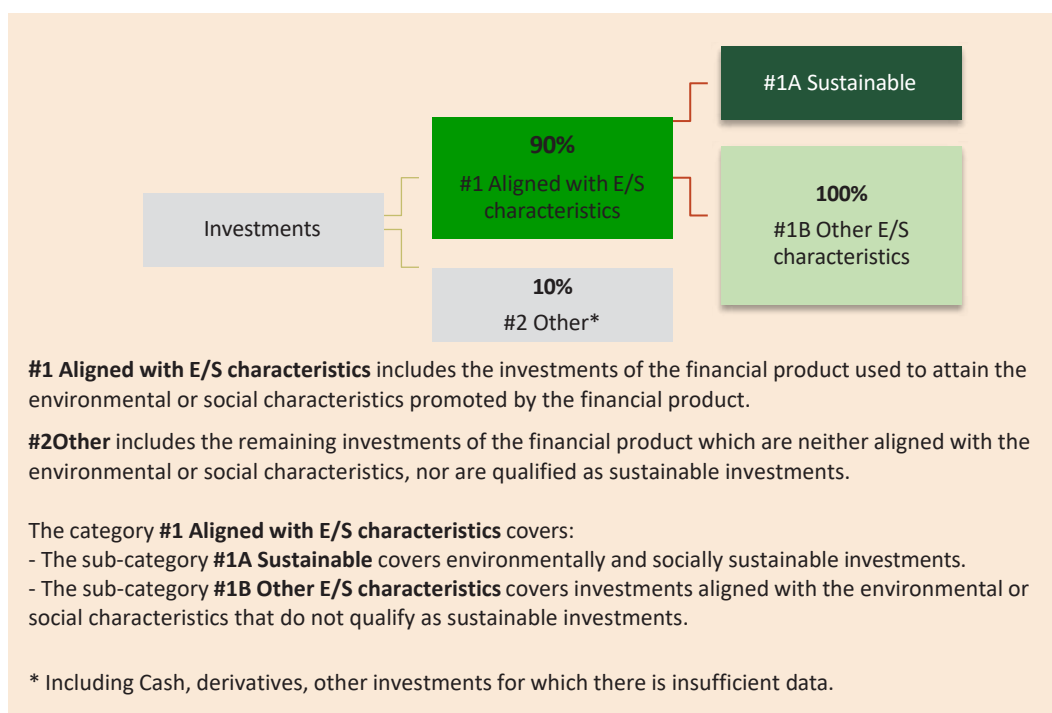 #1A Sustainable
90%
#1 Aligned with E/S
characteristics
100%
#1B Other E/S
characteristics
Investments
10%
#2 Other*
#1 Aligned with E/S characteristics includes the investments of the financial product used to attain the
environmental or social characteristics promoted by the financial product.
#2Other includes the remaining investments of the financial product which are neither aligned with the
environmental or social characteristics, nor are qualified as sustainable investments.
The category #1 Aligned with E/S characteristics covers:
- The sub-category #1A Sustainable covers environmentally and socially sustainable investments.
- The sub-category #1B Other E/S characteristics covers investments aligned with the environmental or
social characteristics that do not qualify as sustainable investments.
* Including Cash, derivatives, other investments for which there is insufficient data.